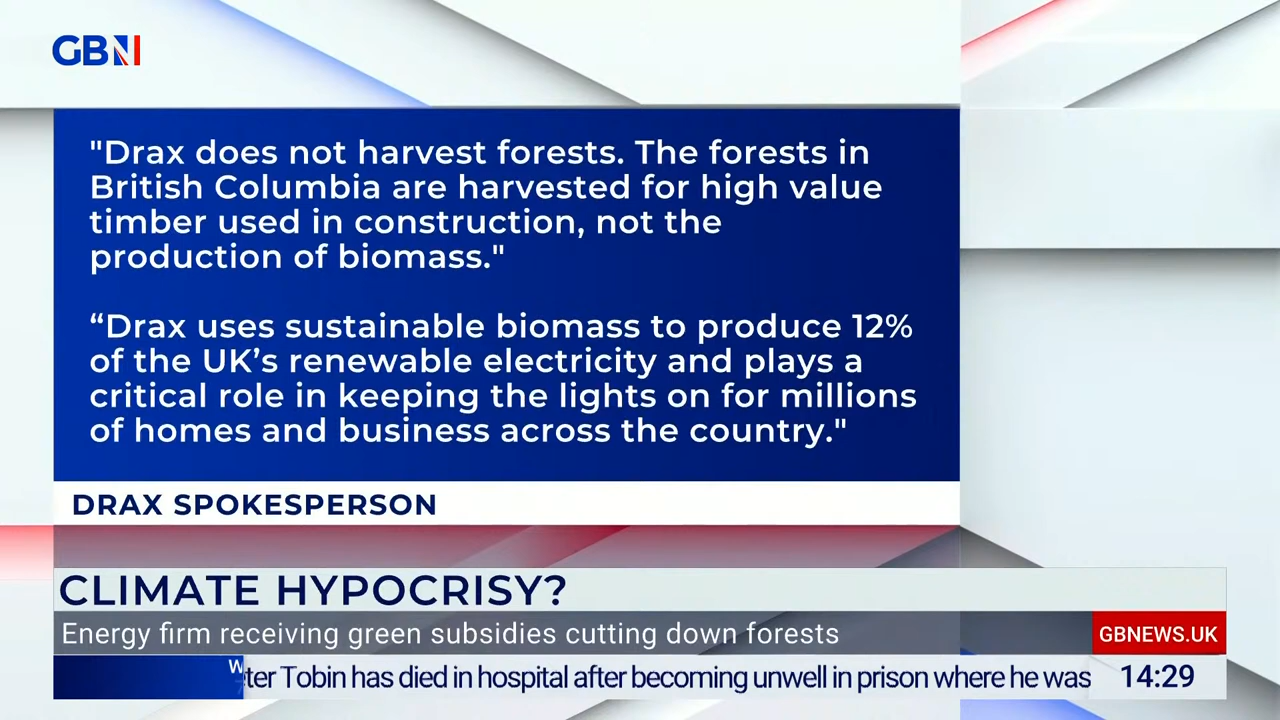 GBN
"Drax does not harvest forests. The forests in
British Columbia are harvested for high value
timber used in construction, not the
production of biomass."
“Drax uses sustainable biomass to produce 12%
of the UK’s renewable electricity and plays a
critical role in keeping the lights on for millions
of homes and business across the country."
DRAX SPOKESPERSON
CLIMATE HYPOCRISY?
Energy firm receiving green subsidies cutting down forests
GBNEWS.UK
ter Tobin has died in hospital after becoming unwell in prison where he was
14:29